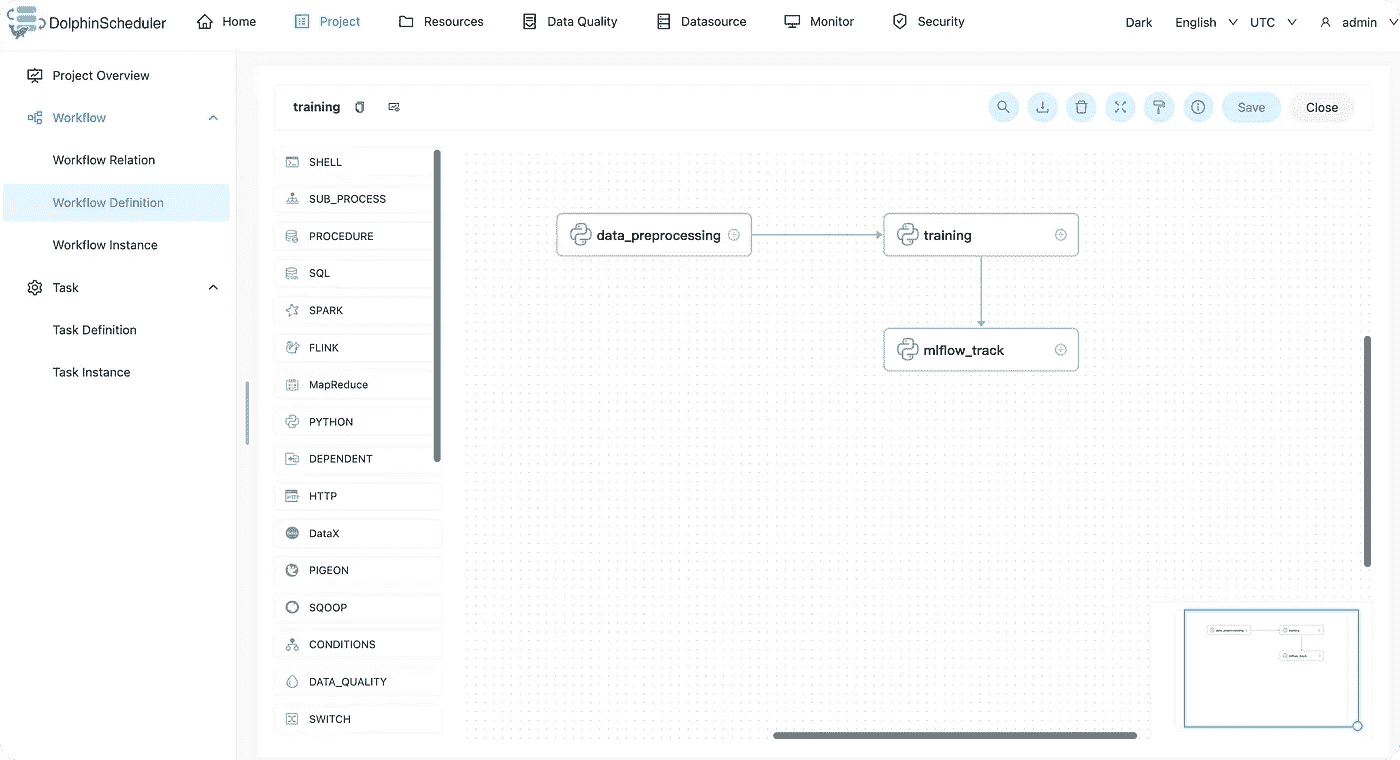 DolphinScheduler Home Project Resources Data Quality Datasource Monitor Security Dark English UTC admin
Project Overview
Workflow
Workflow Relation
Workflow Definition
Workflow Instance
Task
Task Definition
Task Instance
training Save Close
SHELL
SUB_PROCESS
PROCEDURE
SQL
SPARK
FLINK
MapReduce
PYTHON
DEPENDENT
HTTP
DataX
PIGEON
SQOOP
CONDITIONS
DATA_QUALITY
SWITCH
data_preprocessing training
mlflow_track
data_preprocessing training
mlflow_track